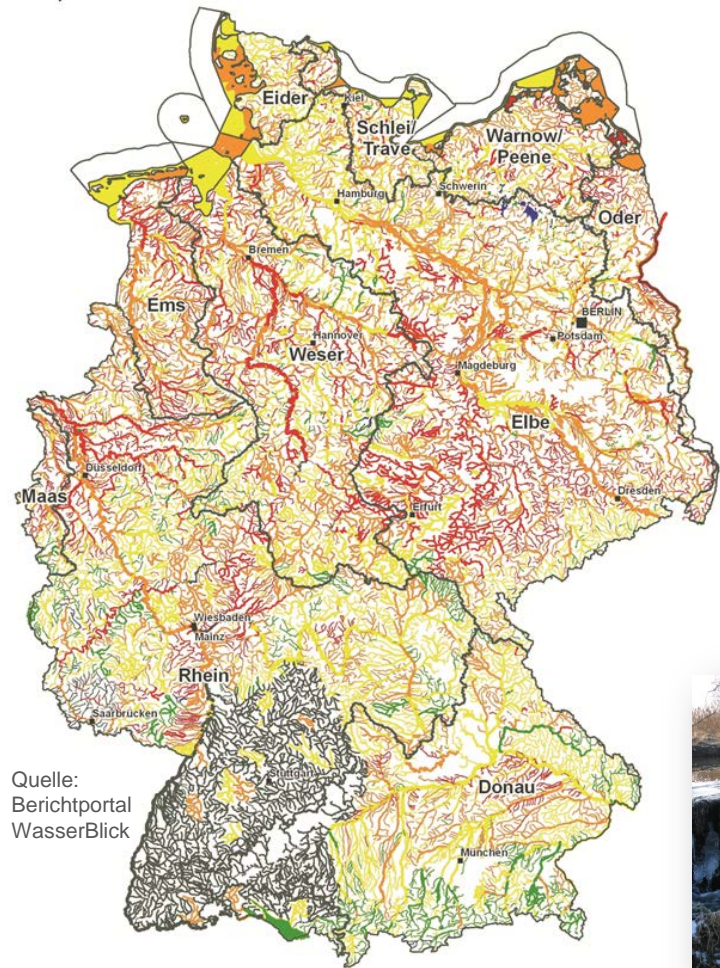 Eider
Kiel
Schlei/
Trave
Warnow/
Peene
Hamburg
Schwerin
Oder
Bremen
Ems
BERLIN
Hannover
Potsdam
Weser
Magdeburg
Elbe
Düsseldorf
Maas
Dresden
Erfurt
Wiesbaden
Mainz
Rhein
Saarbrücken
Stuttgart
Quelle:
Berichtportal
WasserBlick
Donau
München